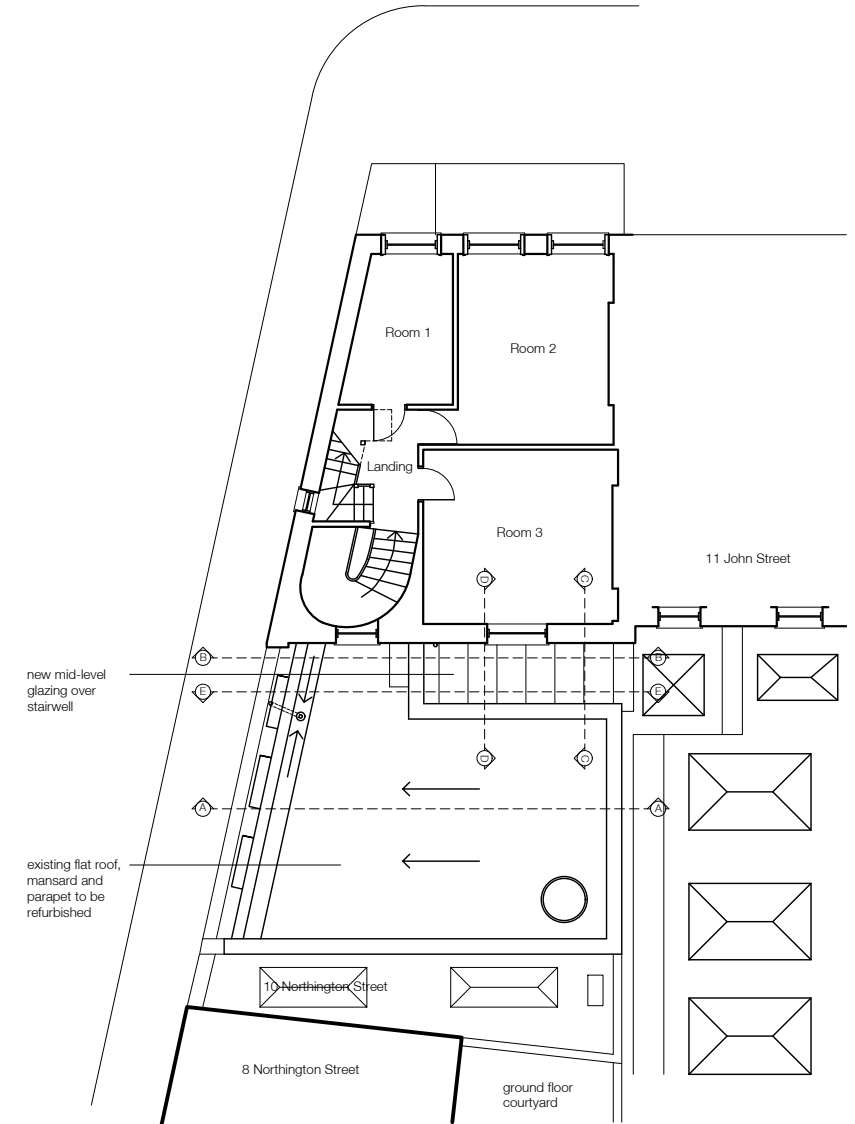 Room 1
Room 2
Landing
Room 3
11 John Street
D
C
B
B
new mid-level
glazing over
stairwell
E
E
D
C
A
A
existing flat roof,
mansard and
parapet to be
refurbished
10 Northington Street
8 Northington Street
ground floor
courtyard